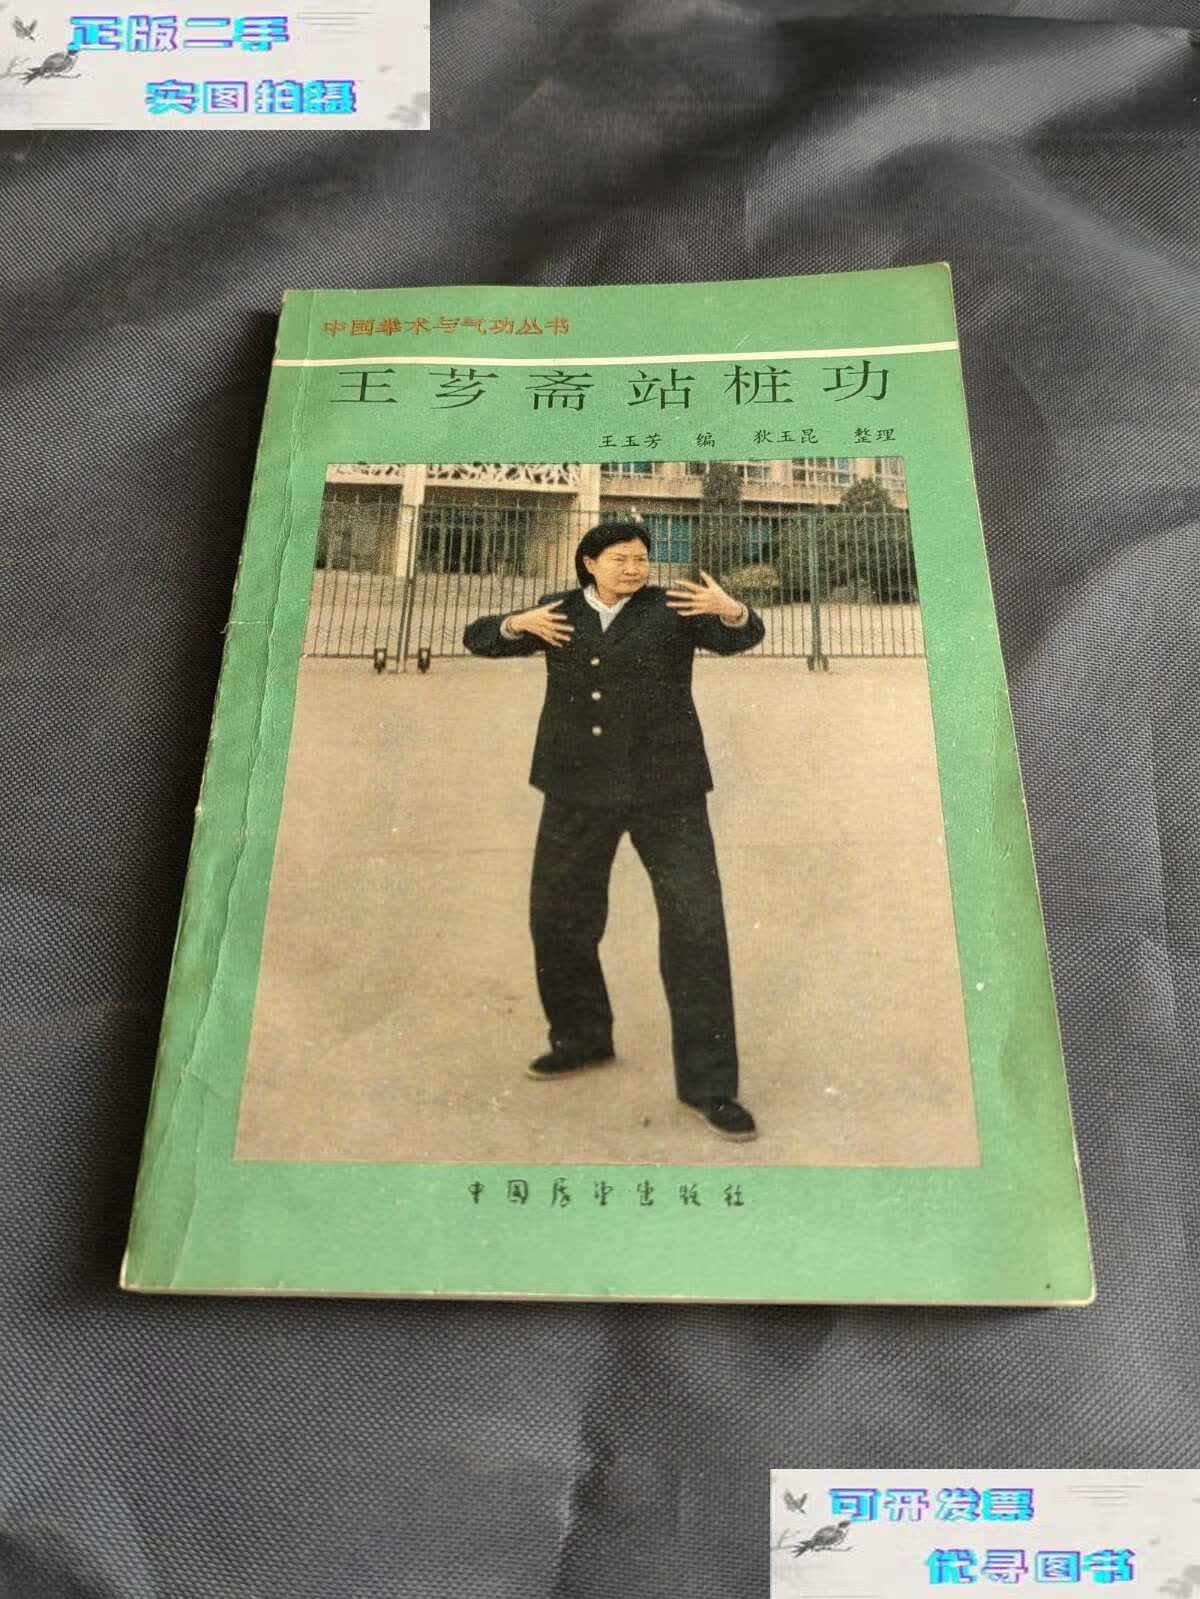 正版二手
实图拍摄
中国拳术与气功丛书
王芗斋站桩功
王玉芳 编 狄玉昆 整理
中国展望出版社
可开发票
优寻图书